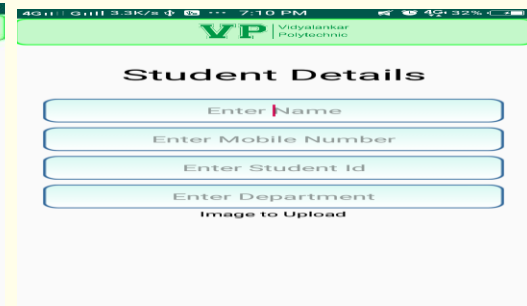 4G 3.3K/s ··· 7:10 PM 4G+ 32%
VP Vidyalankar
Polytechnic
Student Details
Enter Name
Enter Mobile Number
Enter Student Id
Enter Department
Image to Upload